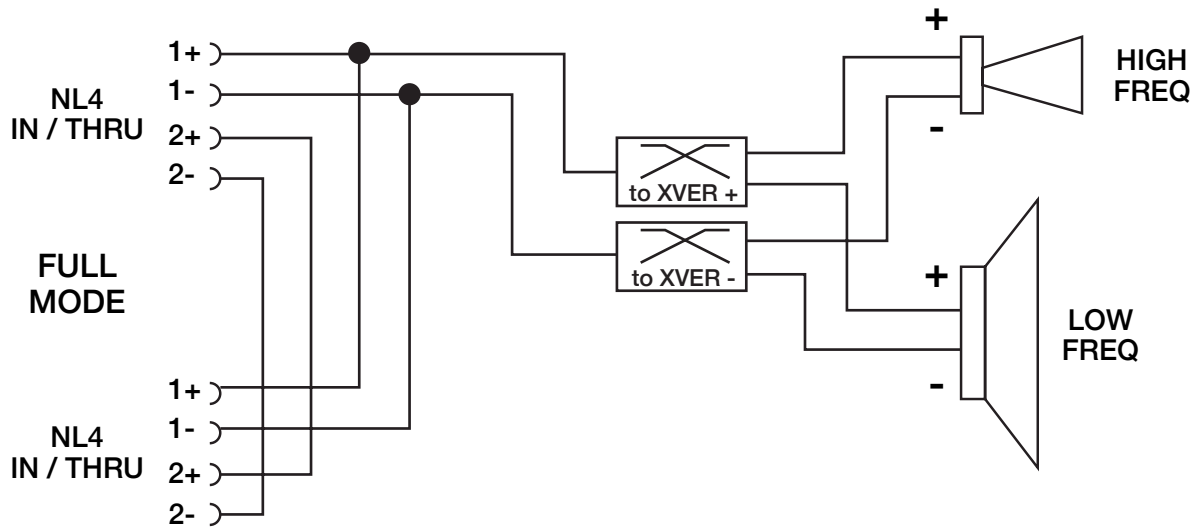 1+
1-
NL4
IN / THRU
2+
2-
FULL
MODE
1+
1-
NL4
IN / THRU
2+
2-
to XVER +
to XVER -
+
HIGH
FREQ
-
+
LOW
FREQ
-